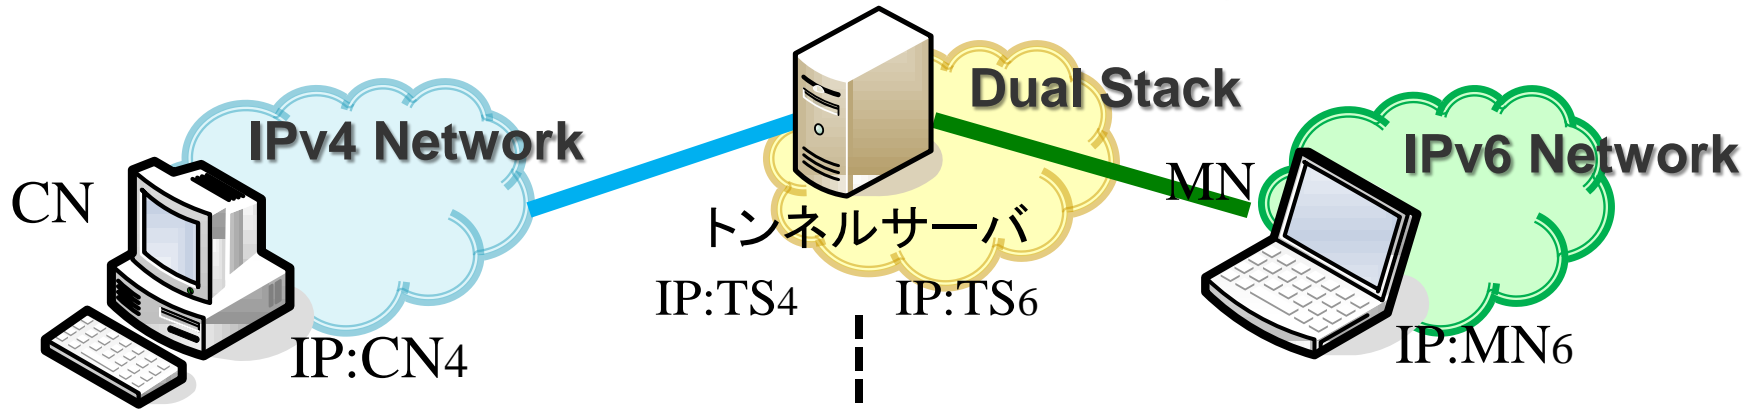 Dual Stack
IPv4 Network
IPv6 Network
CN
MN
トンネルサーバ
IP:TS4
IP:TS6
IP:CN4
IP:MN6